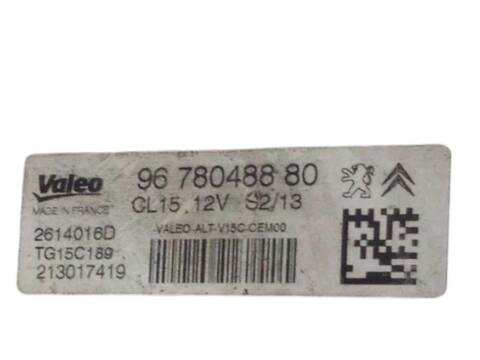 Valeo
MADE IN FRANCE
2614016D
TG15C189
213017419
96 780488 80
CL15 12V S2/13
VALEO-ALT-V15C-CEM00